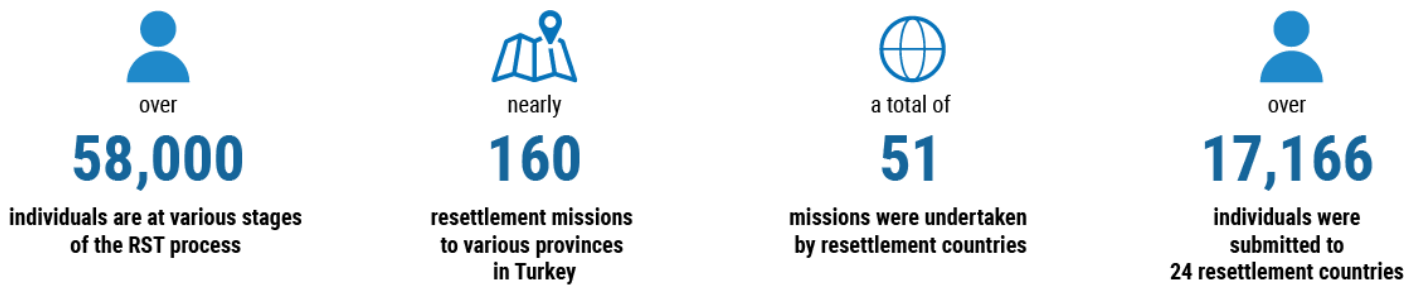 over
58,000
individuals are at various stages
of the RST process
nearly
160
resettlement missions
to various provinces
in Turkey
a total of
51
missions were undertaken
by resettlement countries
over
17,166
individuals were
submitted to
24 resettlement countries